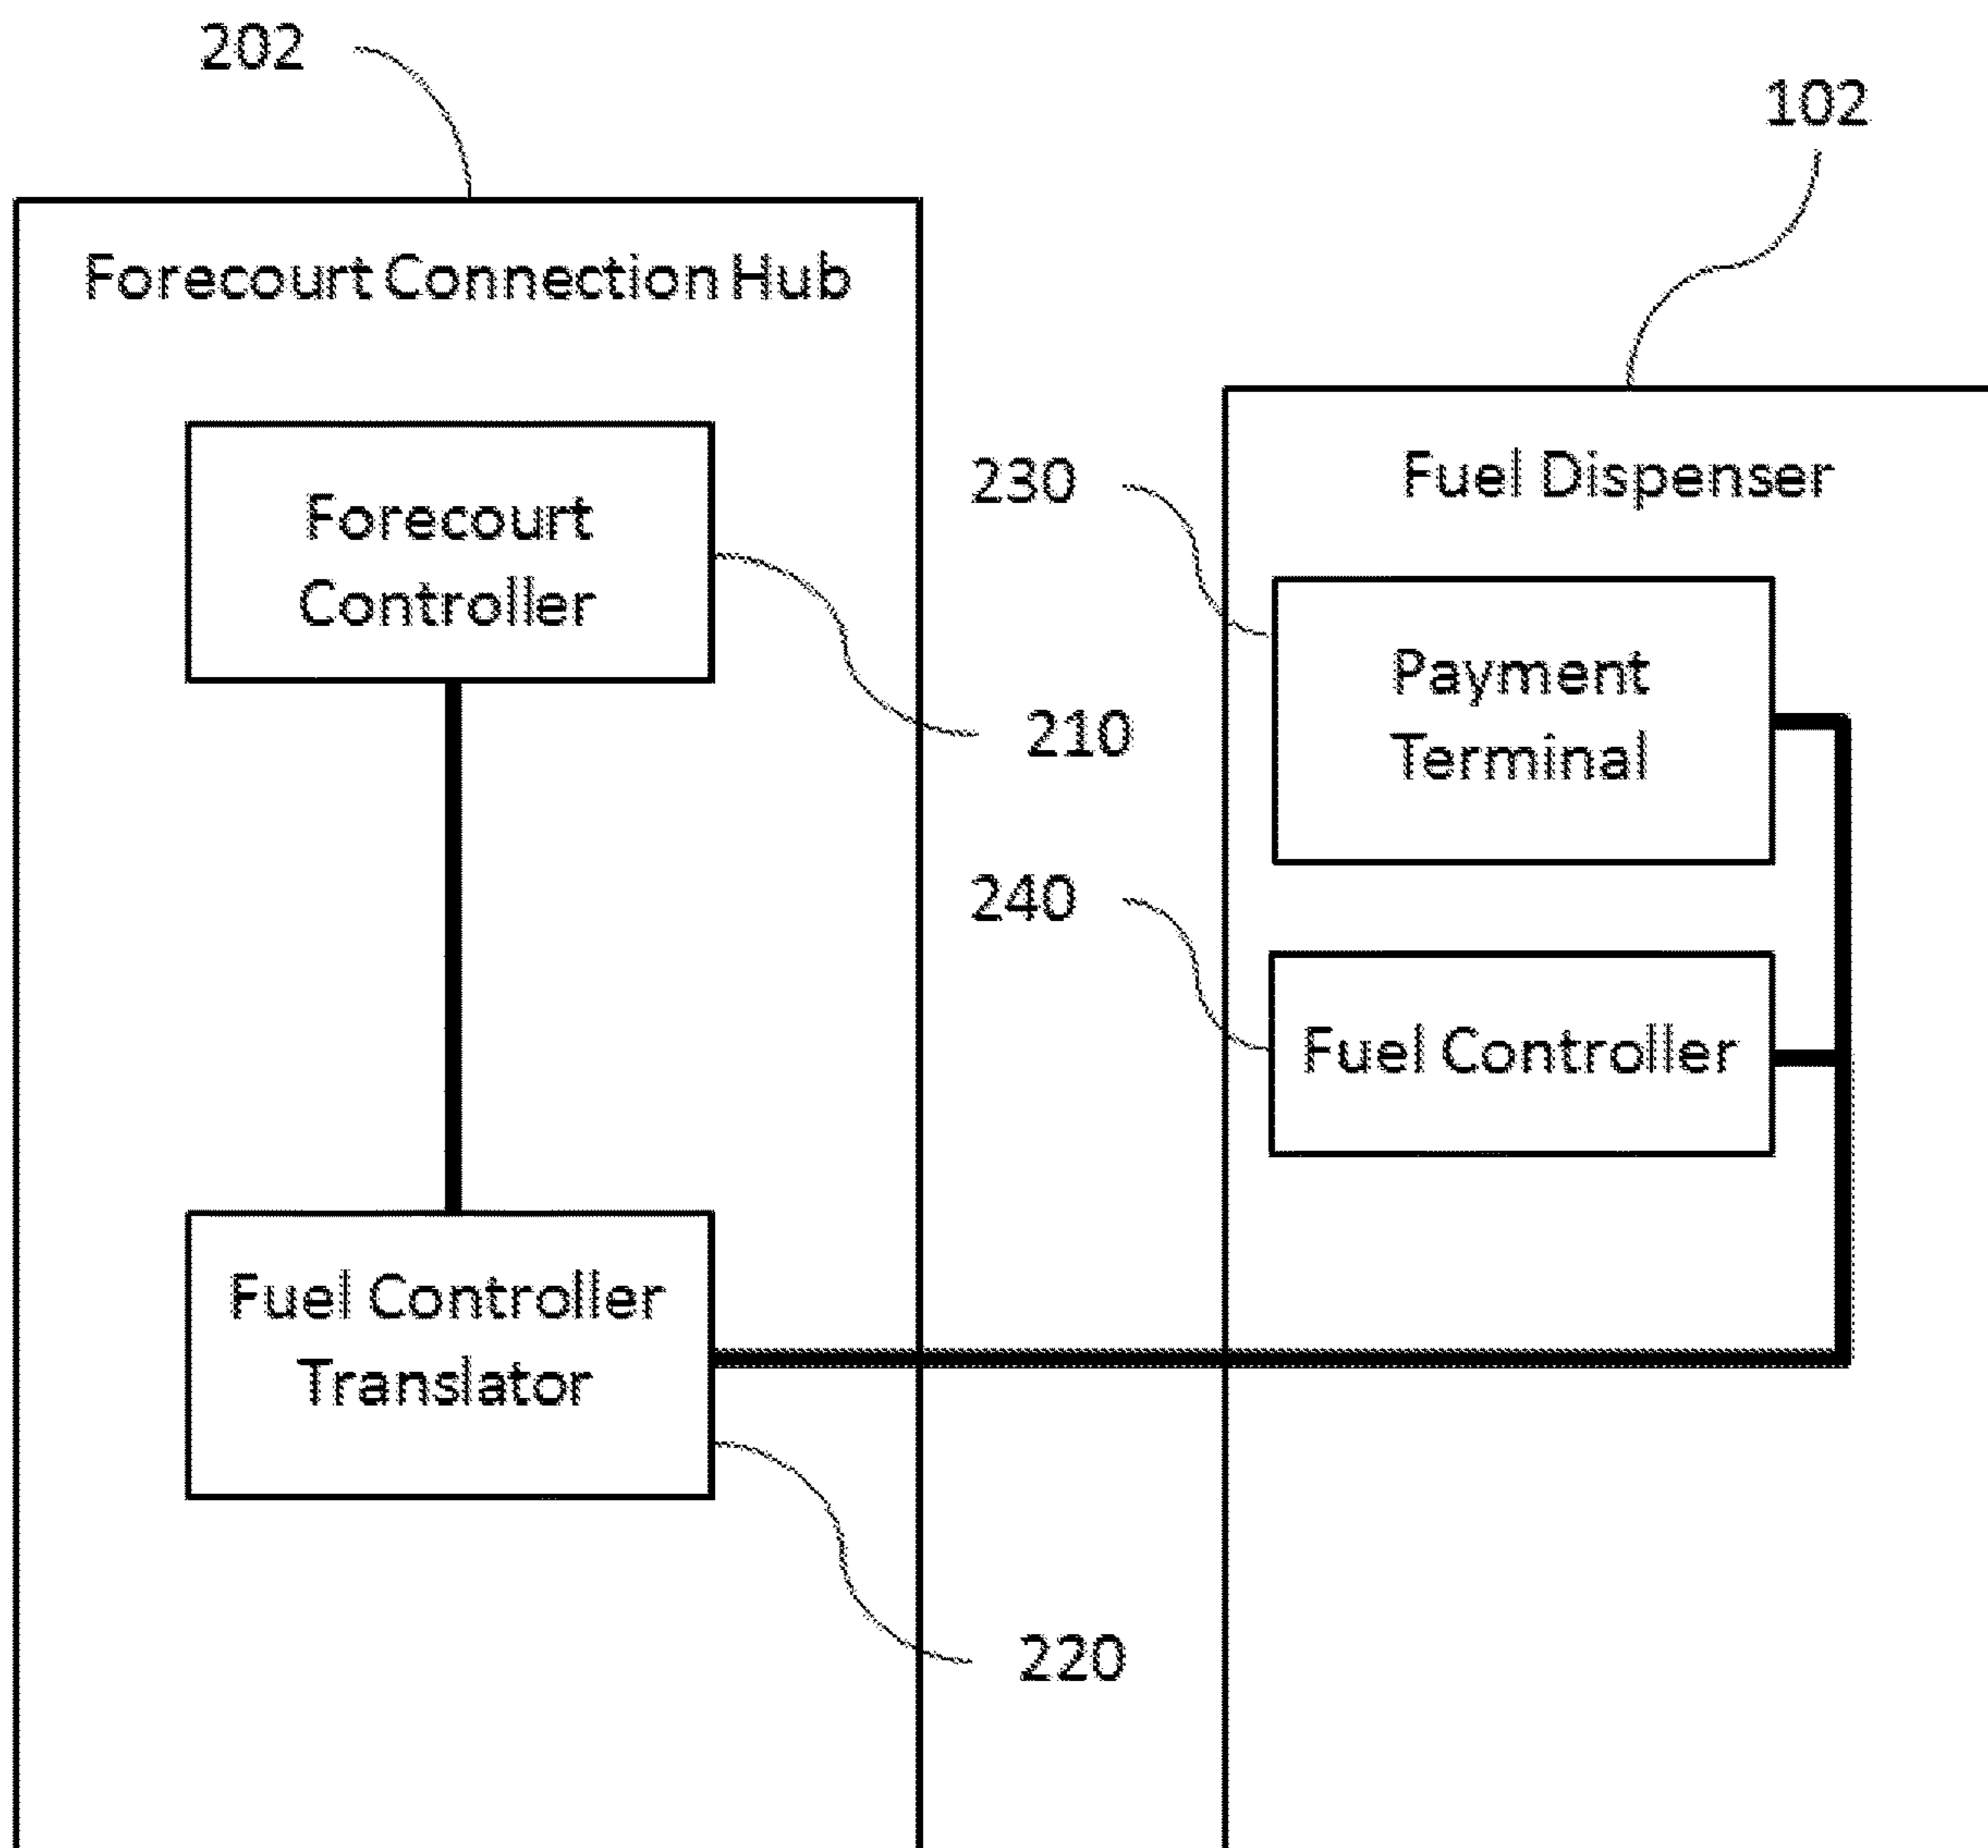 202
102
Forecourt Connection Hub
Forecourt
Controller
210
Fuel Controller
Translator
220
Fuel Dispenser
230
Payment
Terminal
240
Fuel Controller